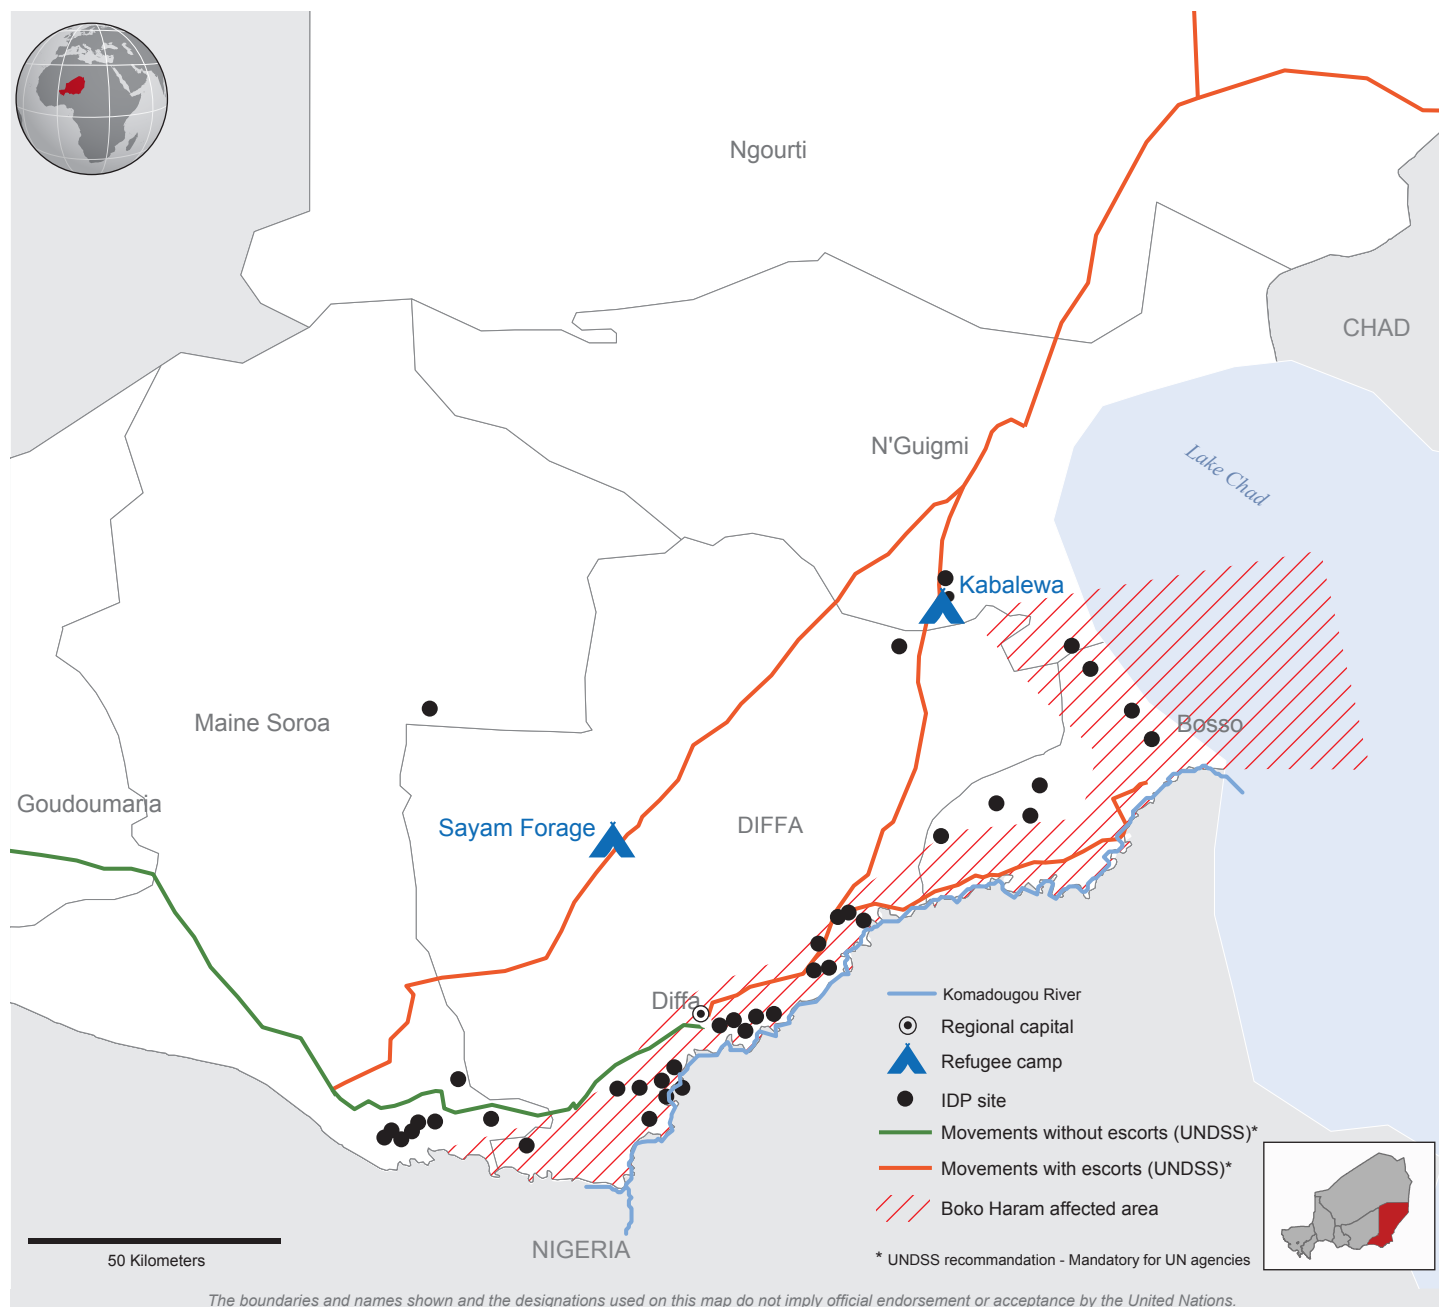 Ngourti
CHAD
N'Guigmi
Lake Chad
Kabalewa
Maine Soroa
Bosso
Goudoumaria
Sayam Forage
DIFFA
Diffa
Komadougou River
Regional capital
Refugee camp
IDP site
Movements without escorts (UNDSS)*
Movements with escorts (UNDSS)*
Boko Haram affected area
* UNDSS recommandation - Mandatory for UN agencies
NIGERIA
50 Kilometers
The boundaries and names shown and the designations used on this map do not imply official endorsement or acceptance by the United Nations.